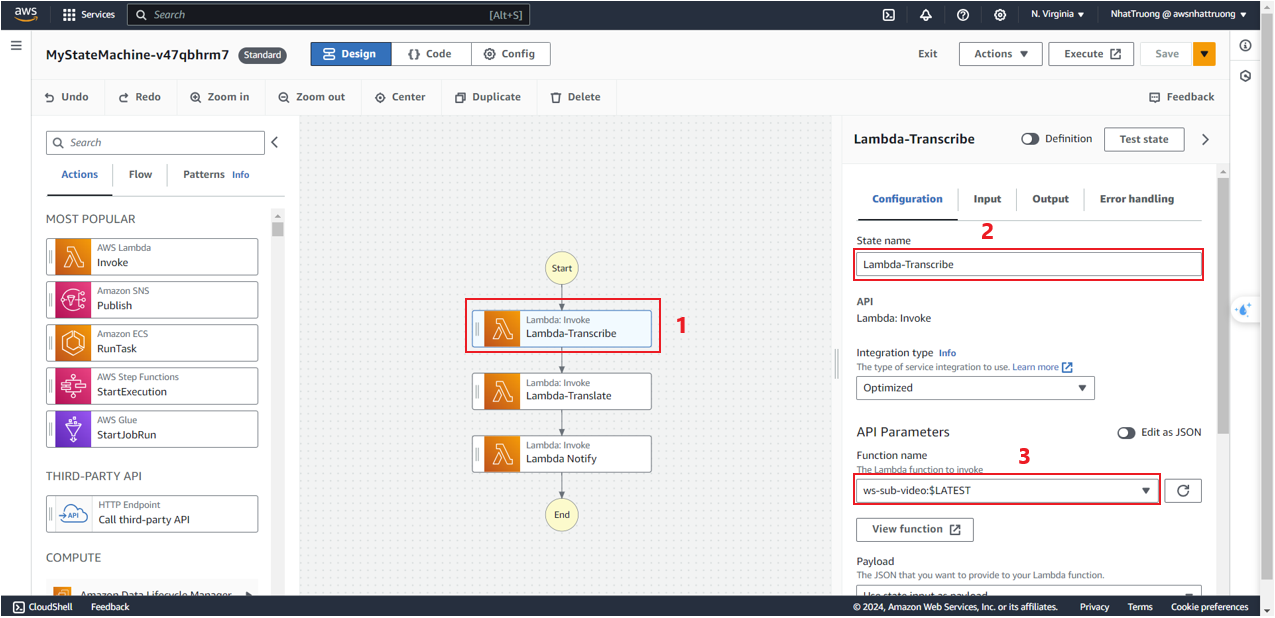 aws
Services
Search
[Alt+S]
N. Virginia
NhatTruong @ awsnhattruong
MyStateMachine-v47qbhrm7
Standard
Design
{ } Code
Config
Exit
Actions
Execute
Save
Undo
Redo
Zoom in
Zoom out
Center
Duplicate
Delete
Feedback
Search
Actions
Flow
Patterns
Info
MOST POPULAR
AWS Lambda
Invoke
Amazon SNS
Publish
Amazon ECS
RunTask
AWS Step Functions
StartExecution
AWS Glue
StartJobRun
THIRD-PARTY API
API
HTTP Endpoint
Call third-party API
COMPUTE
Amazon Data Lifecycle Manager
Start
Lambda: Invoke
Lambda-Transcribe
1
Lambda: Invoke
Lambda-Translate
Lambda: Invoke
Lambda Notify
End
Lambda-Transcribe
Definition
Test state
Configuration
Input
Output
Error handling
2
State name
Lambda-Transcribe
API
Lambda: Invoke
Integration type
Info
The type of service integration to use. Learn more
Optimized
API Parameters
Edit as JSON
Function name
3
The Lambda function to invoke
ws-sub-video:$LATEST
View function
Payload
The JSON that you want to provide to your Lambda function.
Use state input as payload
CloudShell
Feedback
© 2024, Amazon Web Services, Inc. or its affiliates.
Privacy
Terms
Cookie preferences